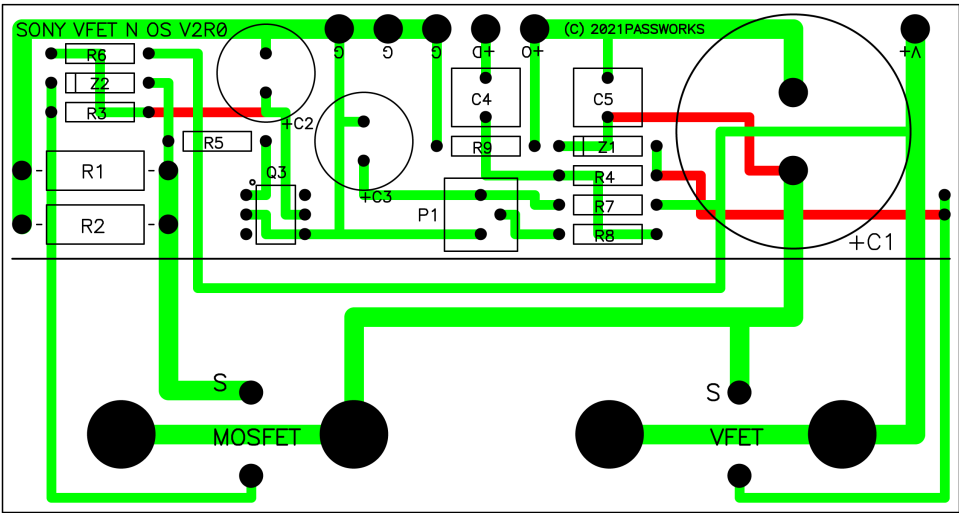 SONY VFET N OS V2R0
G G G +D +O
(C) 2021PASSWORKS
V+
R6
Z2
R3
+C2
C4
C5
R5
R9
Z1
Q3
R1
R4
+C3
R7
P1
R2
R8
+C1
S
S
MOSFET
VFET